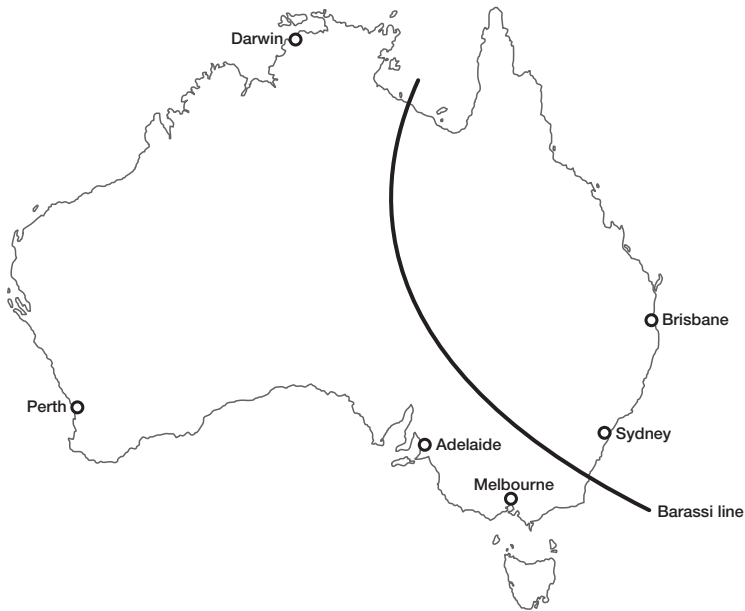 Darwin
Brisbane
Perth
Sydney
Adelaide
Melbourne
Barassi line